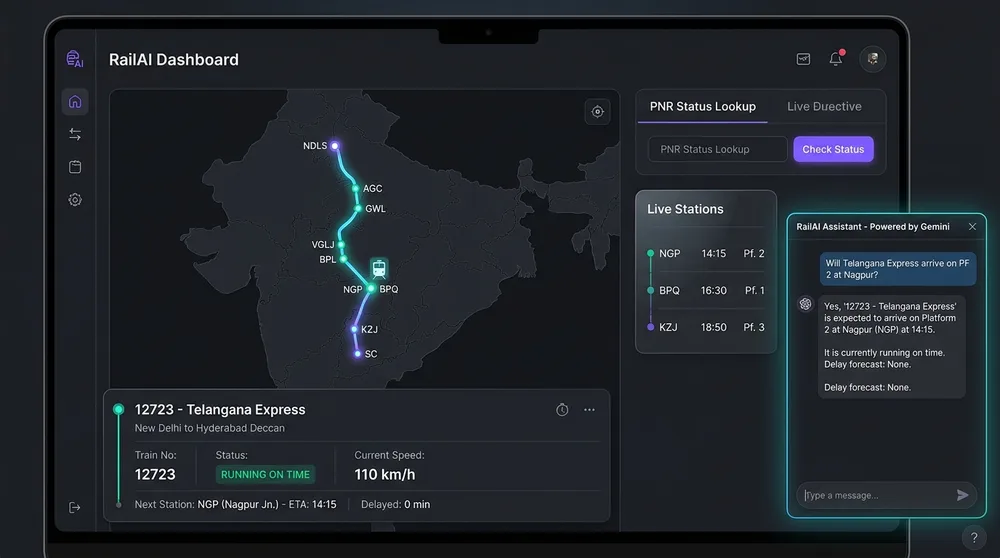 AI
RailAI Dashboard
NDLS
AGC
GWL
VGLJ
BPL
NGP BPQ
KZJ
SC
PNR Status Lookup Live Duective
PNR Status Lookup Check Status
Live Stations
NGP 14:15 Pf. 2
BPQ 16:30 Pf. 1
KZJ 18:50 Pf. 3
RailAI Assistant - Powered by Gemini
Will Telangana Express arrive on PF
2 at Nagpur?
Yes, '12723 - Telangana Express'
is expected to arrive on Platform
2 at Nagpur (NGP) at 14:15.
It is currently running on time.
Delay forecast: None.
Delay forecast: None.
Type a message...
?
12723 - Telangana Express
New Delhi to Hyderabad Deccan
Train No: Status: Current Speed:
12723 RUNNING ON TIME 110 km/h
Next Station: NGP (Nagpur Jn.) - ETA: 14:15 Delayed: 0 min